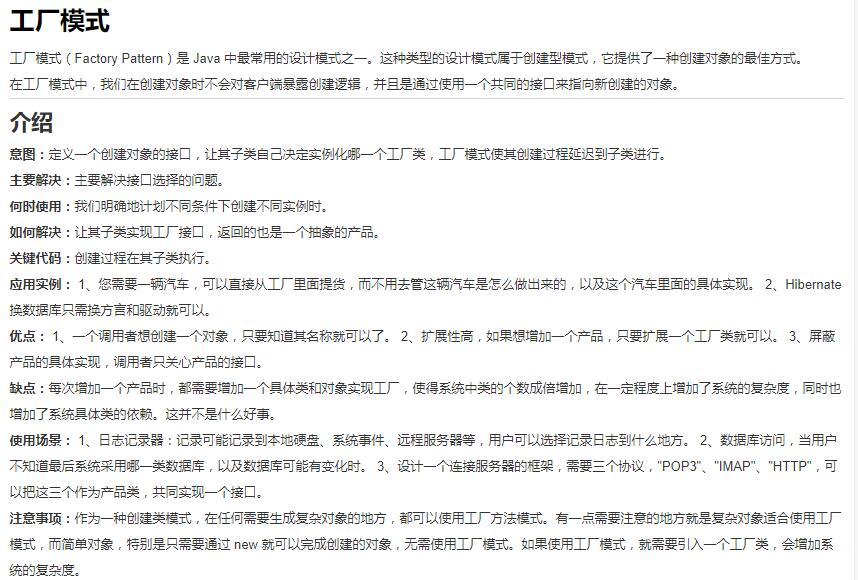 工厂模式
工厂模式（Factory Pattern）是 Java 中最常用的设计模式之一。这种类型的设计模式属于创建型模式，它提供了一种创建对象的最佳方式。
在工厂模式中，我们在创建对象时不会对客户端暴露创建逻辑，并且是通过使用一个共同的接口来指向新创建的对象。
介绍
意图：定义一个创建对象的接口，让其子类自己决定实例化哪一个工厂类，工厂模式使其创建过程延迟到子类进行。
主要解决：主要解决接口选择的问题。
何时使用：我们明确地计划不同条件下创建不同实例时。
如何解决：让其子类实现工厂接口，返回的也是一个抽象的产品。
关键代码：创建过程在其子类执行。
应用实例： 1、您需要一辆汽车，可以直接从工厂里面提货，而不用去管这辆汽车是怎么做出来的，以及这个汽车里面的具体实现。 2、Hibernate
换数据库只需换方言和驱动就可以。
优点： 1、一个调用者想创建一个对象，只要知道其名称就可以了。 2、扩展性高，如果想增加一个产品，只要扩展一个工厂类就可以。 3、屏蔽
产品的具体实现，调用者只关心产品的接口。
缺点：每次增加一个产品时，都需要增加一个具体类和对象实现工厂，使得系统中类的个数成倍增加，在一定程度上增加了系统的复杂度，同时也
增加了系统具体类的依赖。这并不是什么好事。
使用场景： 1、日志记录器：记录可能记录到本地硬盘、系统事件、远程服务器等，用户可以选择记录日志到什么地方。 2、数据库访问，当用户
不知道最后系统采用哪一类数据库，以及数据库可能有变化时。 3、设计一个连接服务器的框架，需要三个协议，"POP3"、"IMAP"、"HTTP"，可
以把这三个作为产品类，共同实现一个接口。
注意事项：作为一种创建类模式，在任何需要生成复杂对象的地方，都可以使用工厂方法模式。有一点需要注意的地方就是复杂对象适合使用工厂
模式，而简单对象，特别是只需要通过 new 就可以完成创建的对象，无需使用工厂模式。如果使用工厂模式，就需要引入一个工厂类，会增加系
统的复杂度。